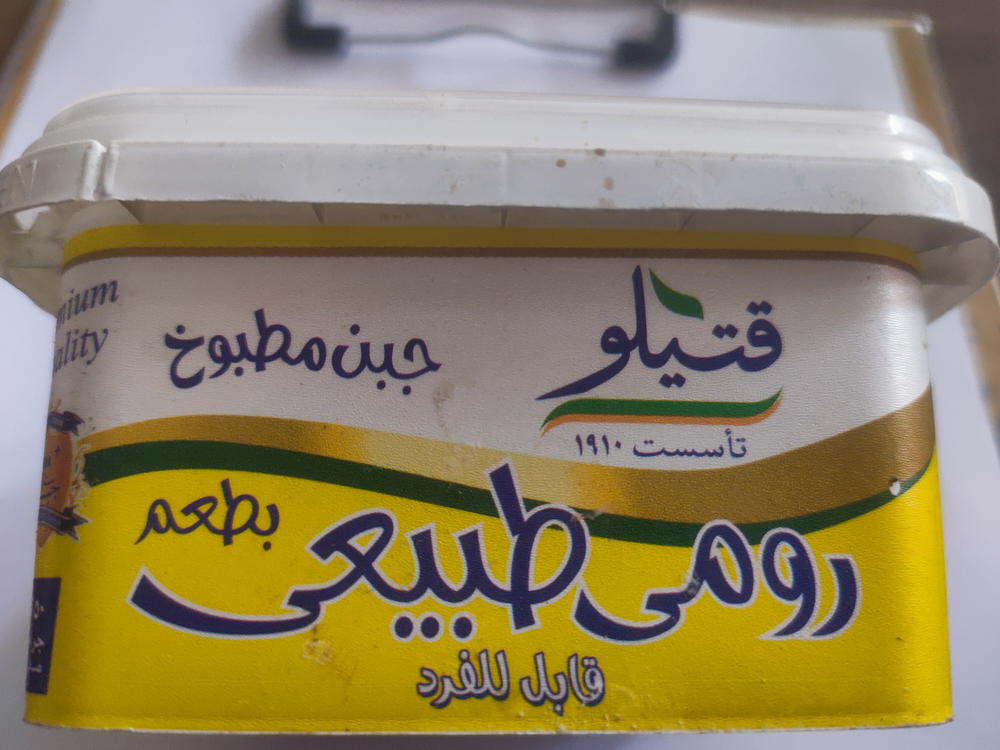 قتيلو
تأسست ١٩١٠
جبن مطبوخ
بطعم
رومى طبيعى
قابل للفرد